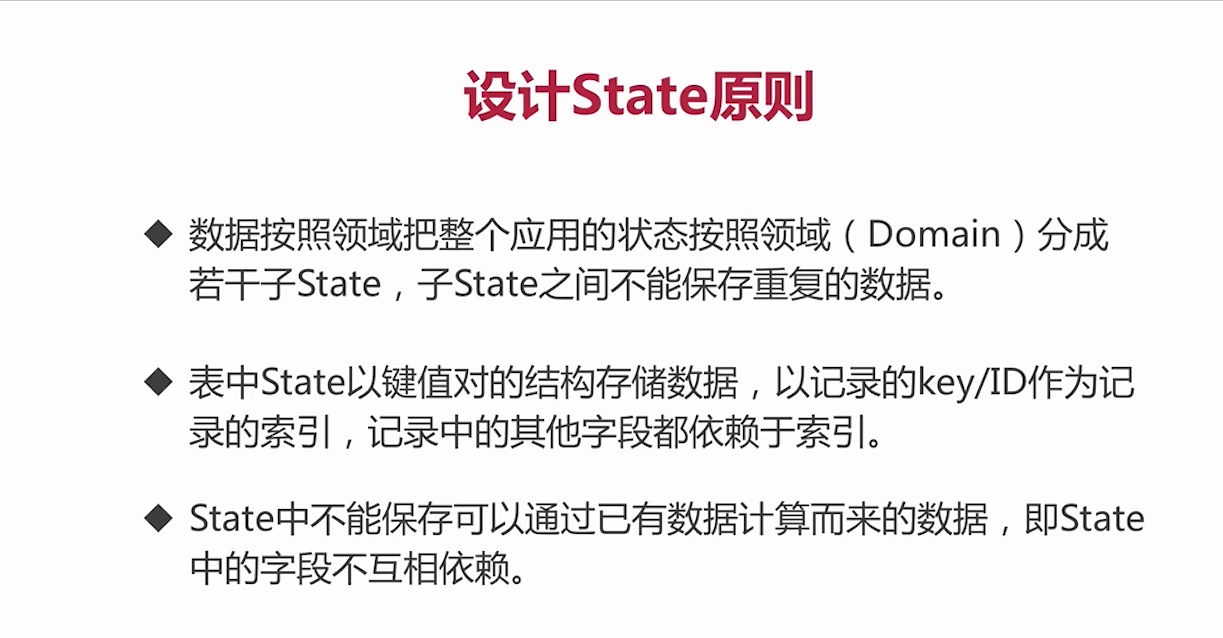 设计State原则
◆ 数据按照领域把整个应用的状态按照领域（Domain）分成
若干子State，子State之间不能保存重复的数据。
◆ 表中State以键值对的结构存储数据，以记录的key/ID作为记
录的索引，记录中的其他字段都依赖于索引。
◆ State中不能保存可以通过已有数据计算而来的数据，即State
中的字段不互相依赖。